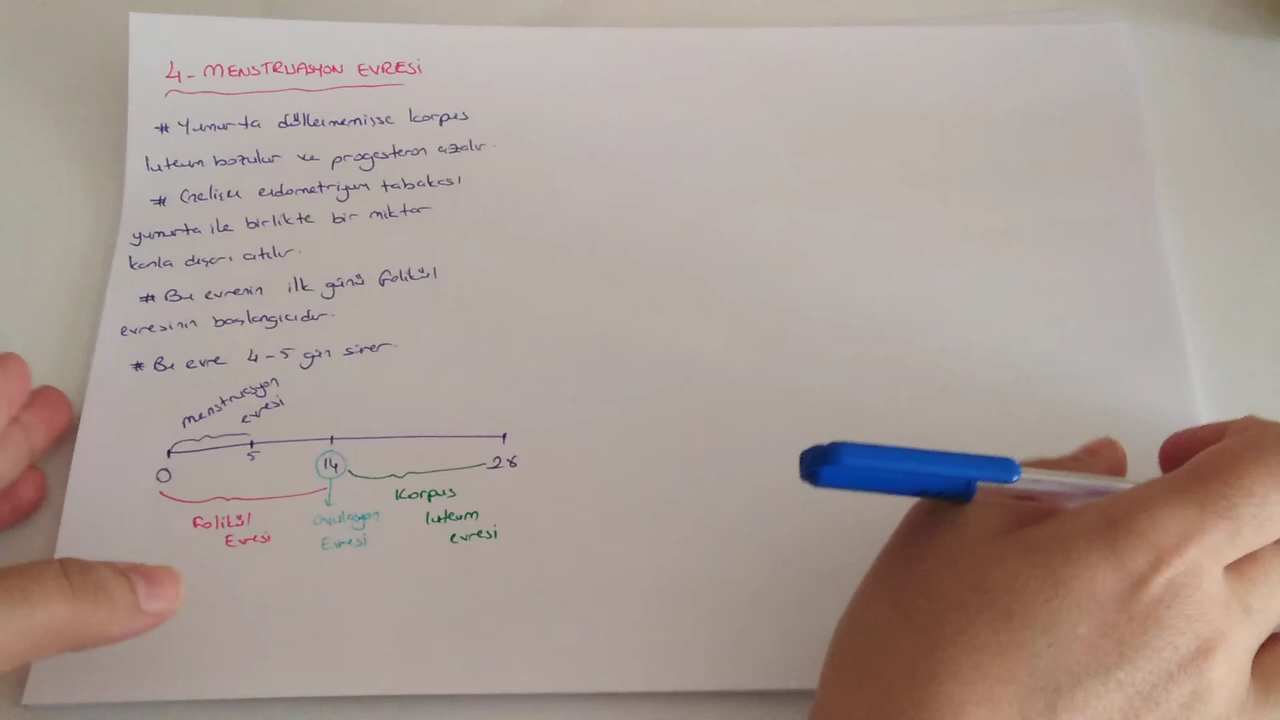 4- MENSTRUASYON EVRESİ
# Yumurta döllenmemişse korpus
luteum bozulur ve progesteron azalır.
# Gelişen endometriyum tabakası
yumurta ile birlikte bir miktar
kanla dışarı atılır.
# Bu evrenin ilk günü folikül
evresinin başlangıcıdır.
# Bu evre 4-5 gün sürer
menstruasyon
evresi
0 5 14 28
Folikül
Evresi
Ovulasyon
Evresi
Korpus
luteum
evresi